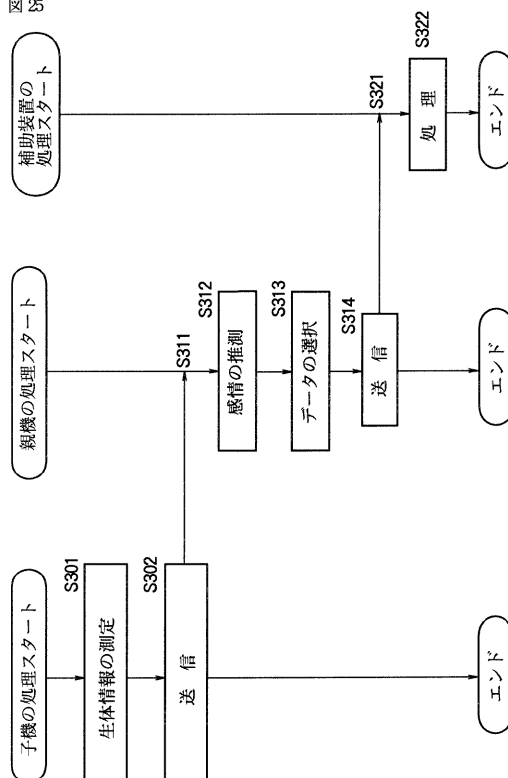 図25
子機の処理スタート
S301
生体情報の測定
S302
送 信
エンド
親機の処理スタート
S311
S312
感情の推測
S313
データの選択
S314
送 信
エンド
補助装置の
処理スタート
S321
S322
処 理
エンド